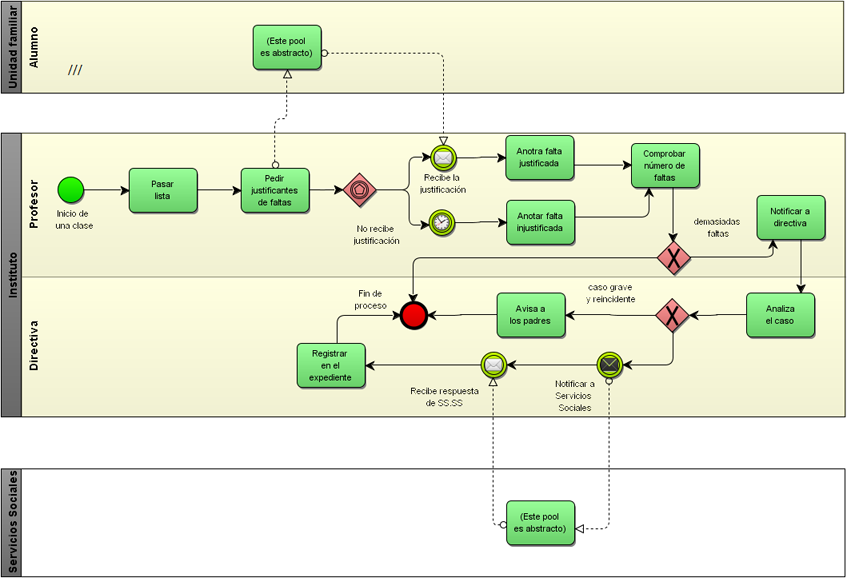 Unidad familiar
Alumno
///
(Este pool
es abstracto)
Instituto
Profesor
Inicio de
una clase
Pasar
lista
Pedir
justificantes
de faltas
No recibe
justificación
Recibe la
justificación
Anotra falta
justificada
Anotar falta
injustificada
Comprobar
número de
faltas
demasiadas
faltas
Notificar a
directiva
Directiva
Fin de
proceso
Registrar
en el
expediente
Avisa a
los padres
caso grave
y reincidente
Analiza
el caso
Recibe respuesta
de SS.SS
Notificar a
Servicios
Sociales
Servicios Sociales
(Este pool
es abstracto)